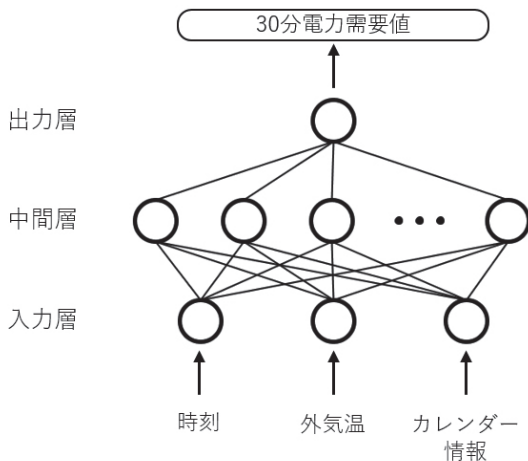 30分電力需要値
出力層
中間層
入力層
時刻
外気温
カレンダー
情報